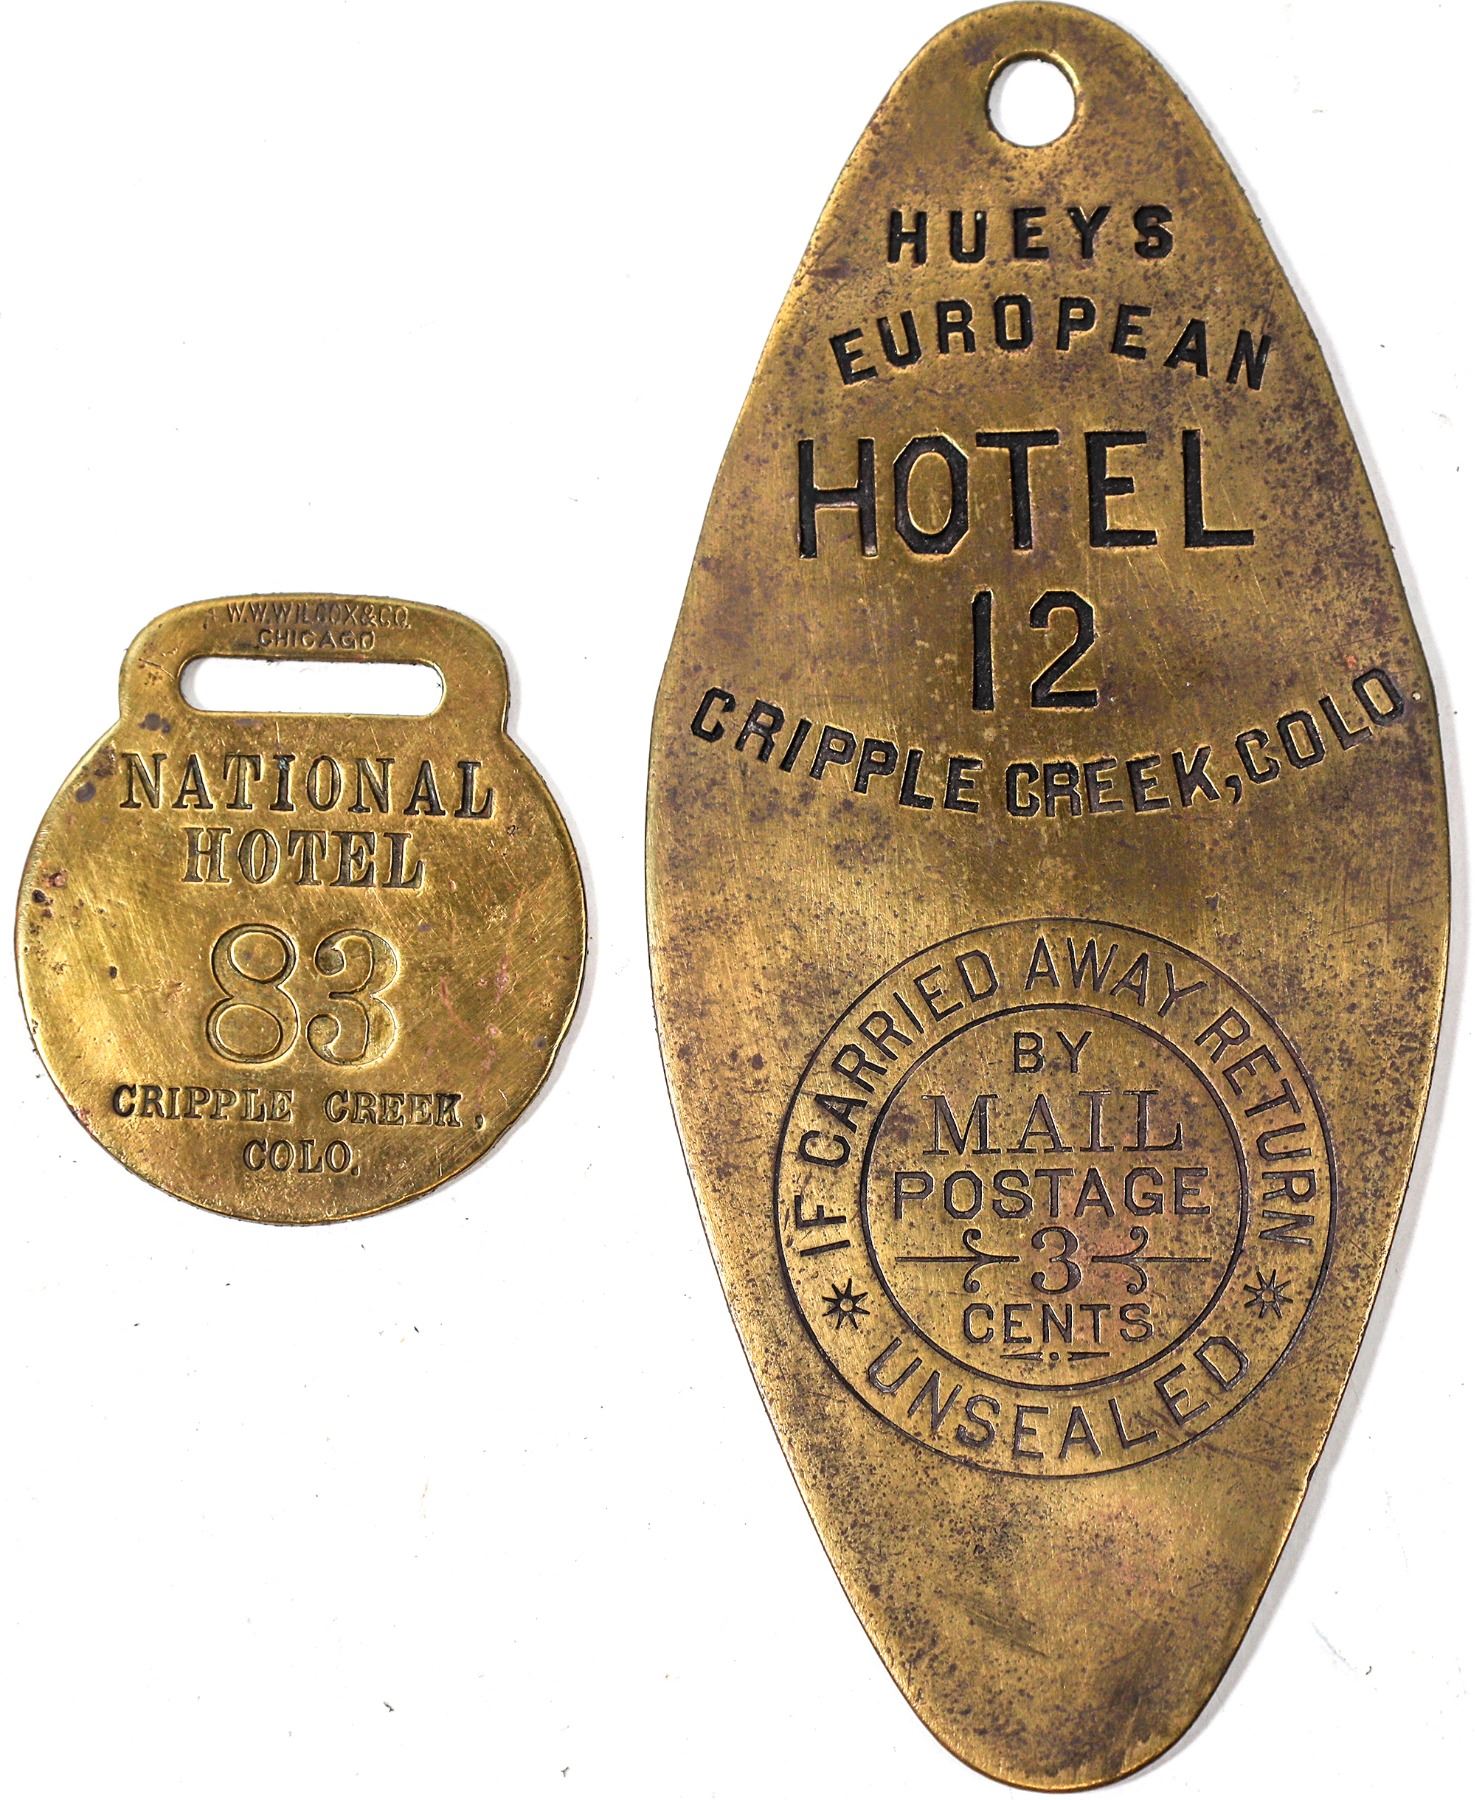 W.W.WILCOX&CO.
CHICAGO
NATIONAL
HOTEL
83
CRIPPLE CREEK,
COLO.
HUEYS
EUROPEAN
HOTEL
12
CRIPPLE CREEK, COLO.
IF CARRIED AWAY RETURN
BY
MAIL
POSTAGE
3
CENTS
UNSEALED